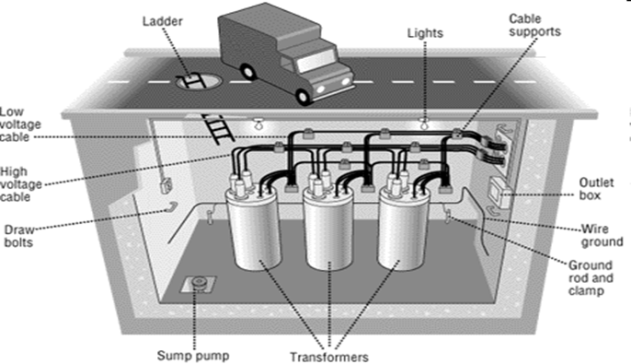 Ladder
Lights
Cable
supports
Low
voltage
cable
High
voltage
cable
Draw
bolts
Outlet
box
Wire
ground
Ground
rod and
clamp
Sump pump
Transformers